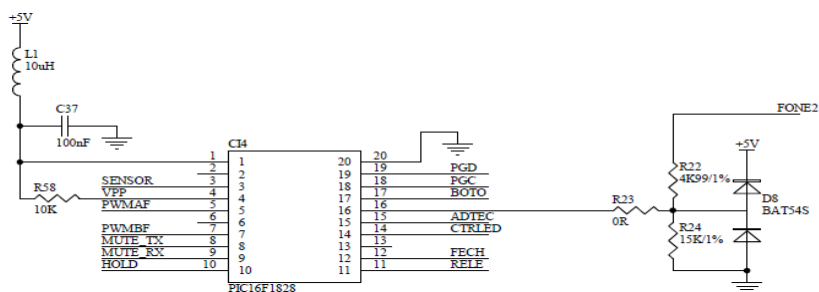 +5V
L1
10uH
FONE2
C37
100nF
CI4
+5V
1 1 20 20
2 2 19 19 PGD
SENSOR 3 3 18 18 PGC
VPP 4 4 17 17 BOTO
PWMAF 5 5 16 16
6 6 15 15 ADTEC
PWMBF 7 7 14 14 CTRLED
MUTE_TX 8 8 13 13
MUTE_RX 9 9 12 12 FECH
HOLD 10 10 11 11 RELE
PIC16F1828
R58
10K
R22
4K99/1%
R23
0R
D8
BAT54S
R24
15K/1%